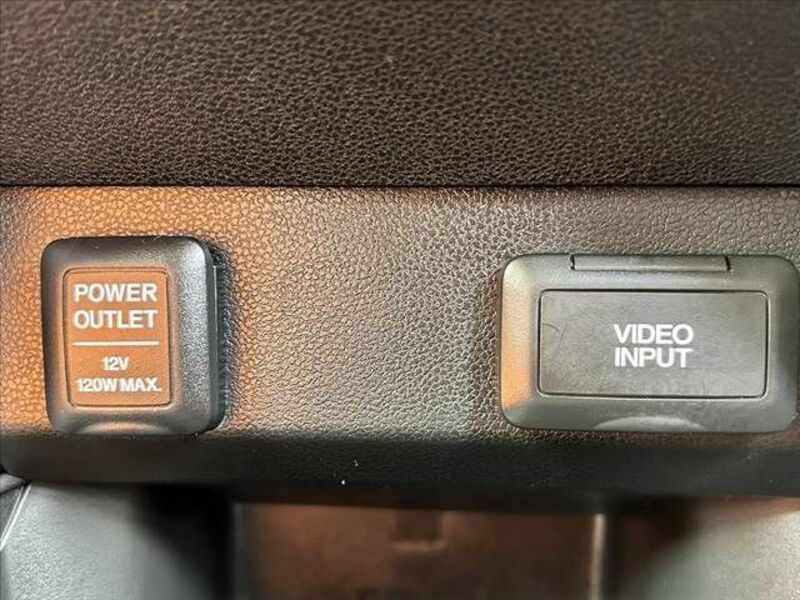 POWER
OUTLET
12V
120W MAX.
VIDEO
INPUT